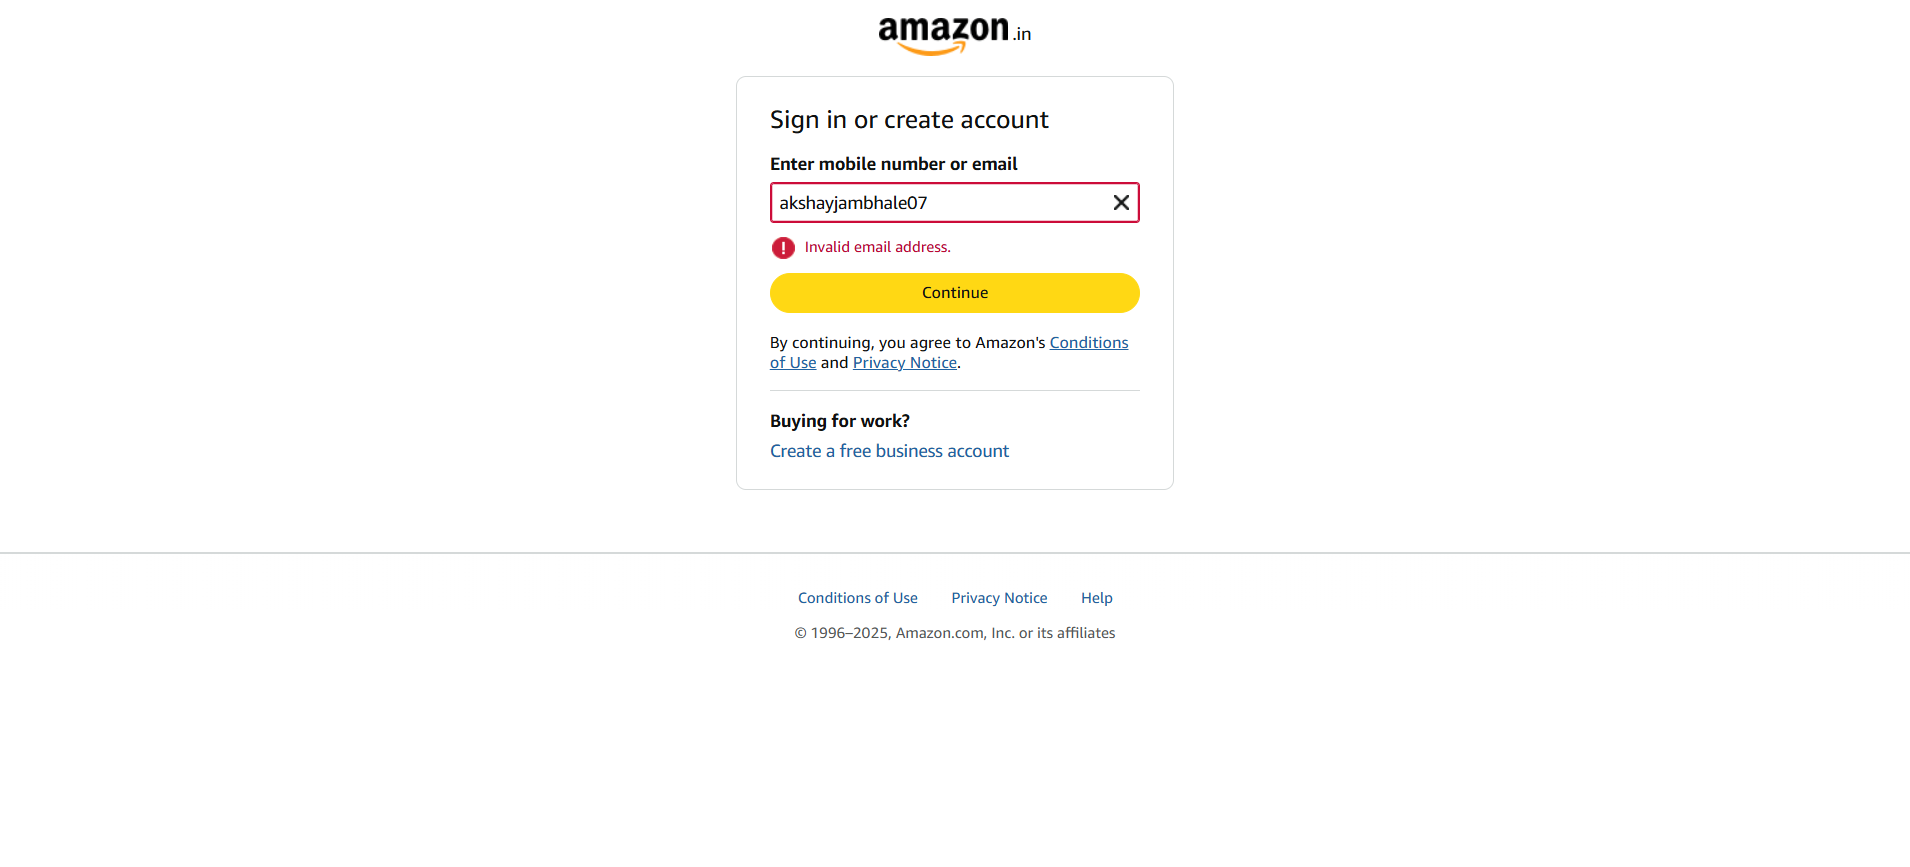 amazon.in
Sign in or create account
Enter mobile number or email
akshayjambhale07
Invalid email address.
Continue
By continuing, you agree to Amazon's Conditions
of Use and Privacy Notice.
Buying for work?
Create a free business account
Conditions of Use Privacy Notice Help
© 1996–2025, Amazon.com, Inc. or its affiliates